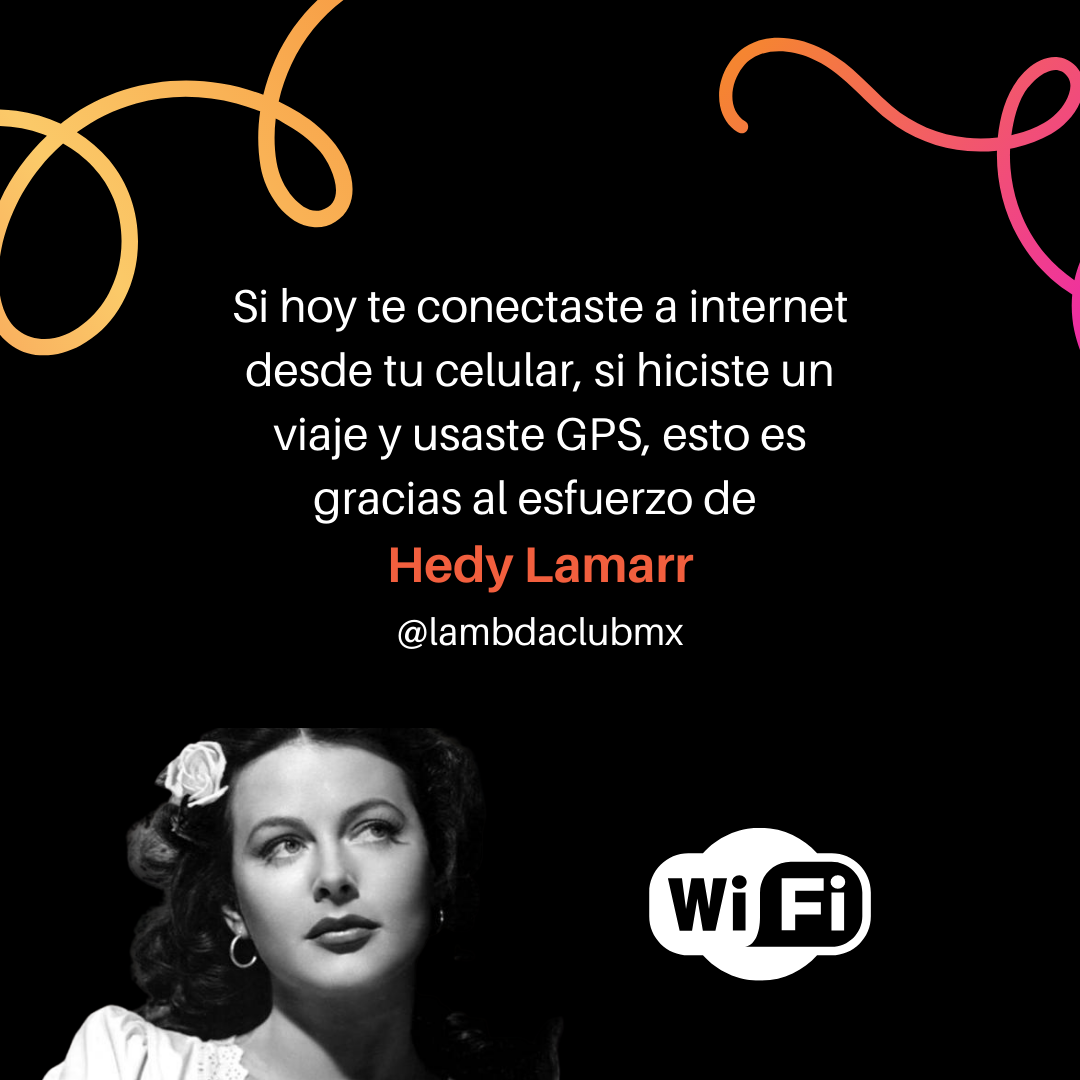 Si hoy te conectaste a internet
desde tu celular, si hiciste un
viaje y usaste GPS, esto es
gracias al esfuerzo de
Hedy Lamarr
@lambdaclubmx
Wi Fi